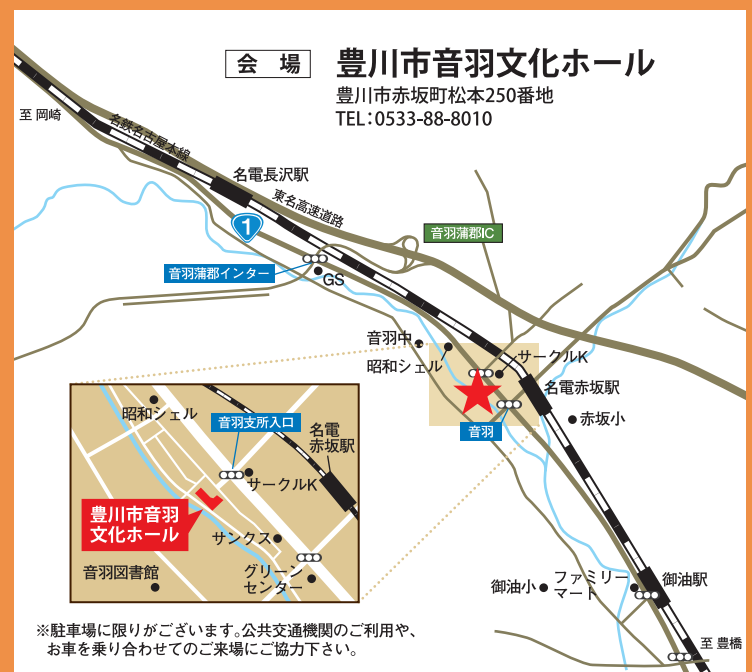 会 場
豊川市音羽文化ホール
豊川市赤坂町松本250番地
TEL:0533-88-8010
至 岡崎
名鉄名古屋本線
名電長沢駅
東名高速道路
1
音羽蒲郡IC
音羽蒲郡インター
GS
音羽中
昭和シェル
サークルK
名電赤坂駅
赤坂小
音羽
昭和シェル
音羽支所入口
名電
赤坂駅
サークルK
豊川市音羽
文化ホール
サンクス
音羽図書館
グリーン
センター
御油小
ファミリー
マート
御油駅
至 豊橋
※駐車場に限りがございます。公共交通機関のご利用や、
お車を乗り合わせてのご来場にご協力下さい。